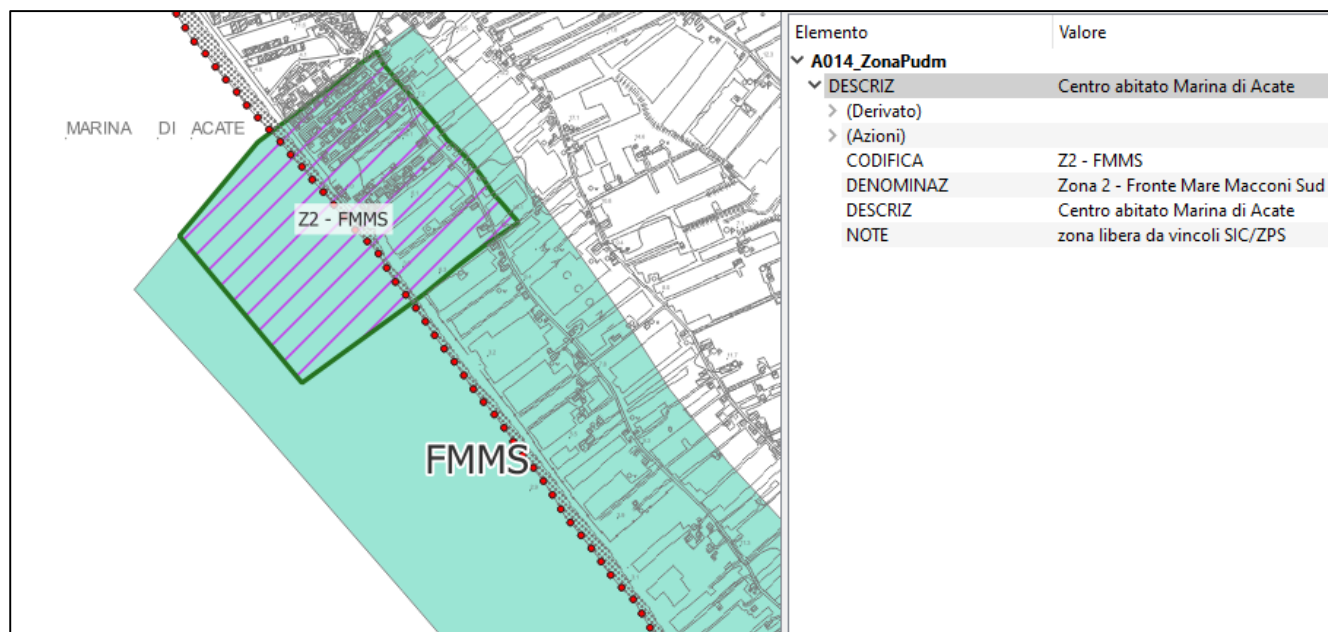 MARINA DI ACATE
Z2 - FMMS
MACCONI
FMMS
Elemento Valore
A014_ZonaPudm
DESCRIZ Centro abitato Marina di Acate
(Derivato)
(Azioni)
CODIFICA Z2 - FMMS
DENOMINAZ Zona 2 - Fronte Mare Macconi Sud
DESCRIZ Centro abitato Marina di Acate
NOTE zona libera da vincoli SIC/ZPS